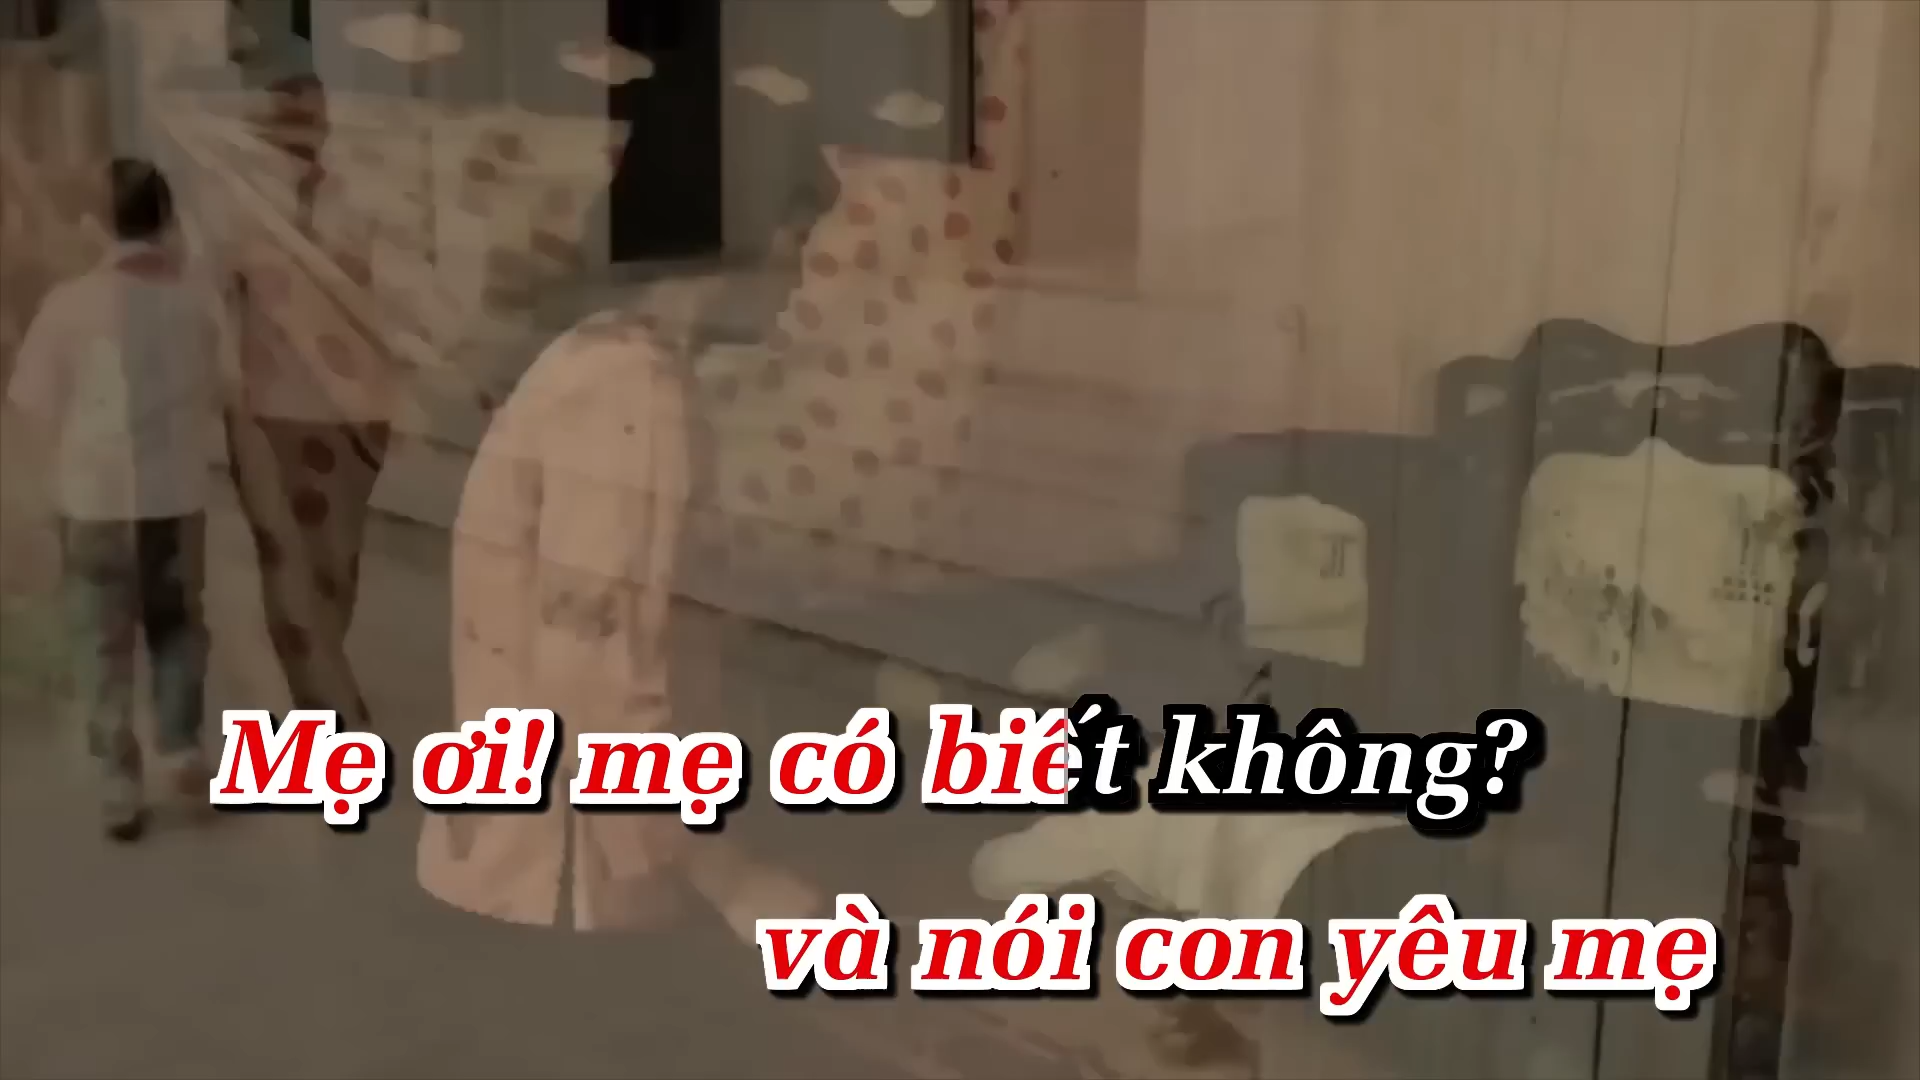 Mẹ ơi! mẹ có biết không?
và nói con yêu mẹ